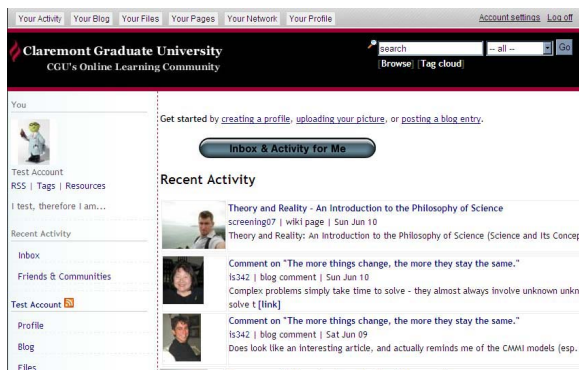 Your Activity Your Blog Your Files Your Pages Your Network Your Profile Account settings Log off
Claremont Graduate University
CGU's Online Learning Community
search -- all -- Go
[Browse] [Tag cloud]
You
Test Account
RSS | Tags | Resources
I test, therefore I am...
Recent Activity
Inbox
Friends & Communities
Test Account
Profile
Blog
Files
Get started by creating a profile, uploading your picture, or posting a blog entry.
Inbox & Activity for Me
Recent Activity
Theory and Reality - An Introduction to the Philosophy of Science
screening07 | wiki page | Sun Jun 10
Theory and Reality: An Introduction to the Philosophy of Science (Science and Its Concep
Comment on "The more things change, the more they stay the same."
is342 | blog comment | Sun Jun 10
Complex problems simply take time to solve - they almost always involve unknown unkn
solve t [link]
Comment on "The more things change, the more they stay the same."
is342 | blog comment | Sat Jun 09
Does look like an interesting article, and actually reminds me of the CMMI models (esp.